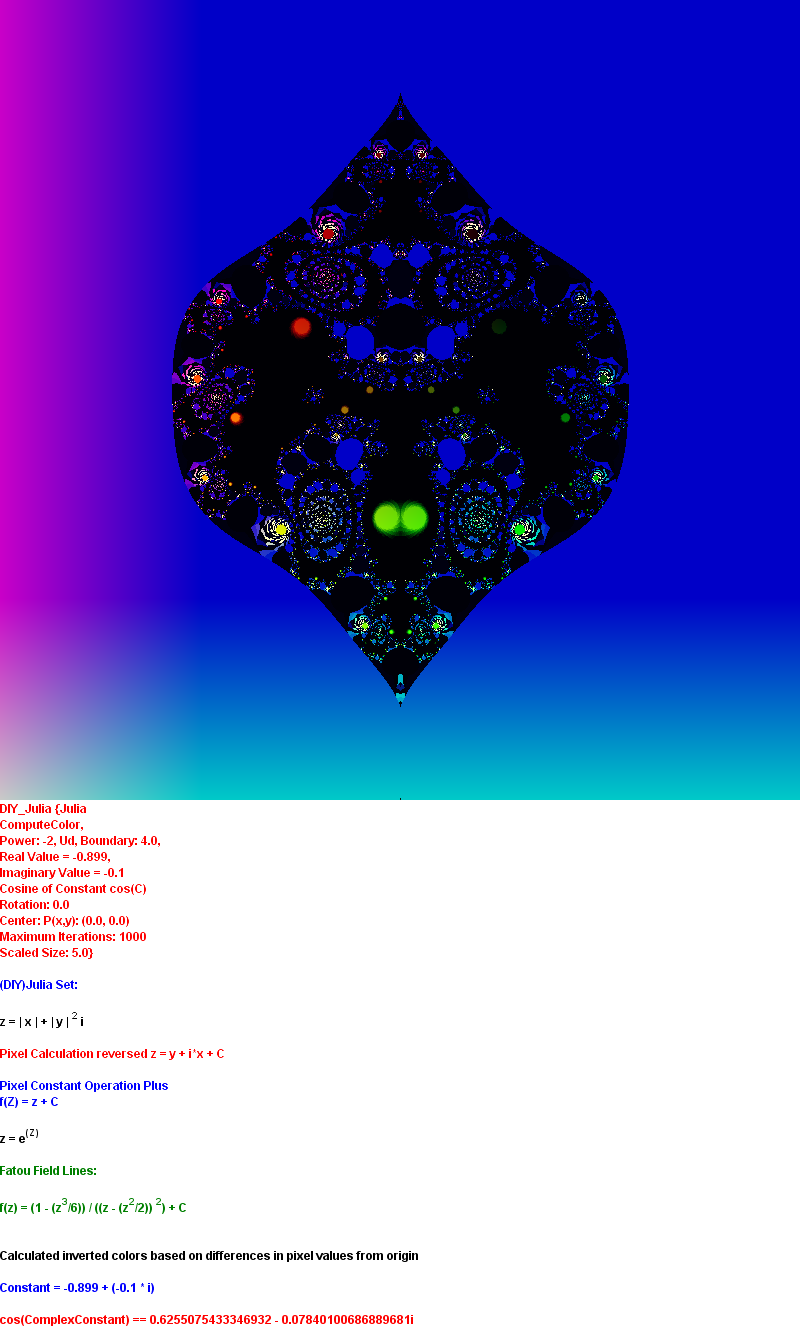 DIY_Julia {Julia
ComputeColor,
Power: -2, Ud, Boundary: 4.0,
Real Value = -0.899,
Imaginary Value = -0.1
Cosine of Constant cos(C)
Rotation: 0.0
Center: P(x,y): (0.0, 0.0)
Maximum Iterations: 1000
Scaled Size: 5.0}
(DIY)Julia Set:
z = | x | + | y | ² i
Pixel Calculation reversed z = y + i*x + C
Pixel Constant Operation Plus
f(Z) = z + C
z = e^(Z)
Fatou Field Lines:
f(z) = (1 - (z³/6)) / ((z - (z²/2)) ²) + C
Calculated inverted colors based on differences in pixel values from origin
Constant = -0.899 + (-0.1 * i)
cos(ComplexConstant) == 0.6255075433346932 - 0.07840100686889681i